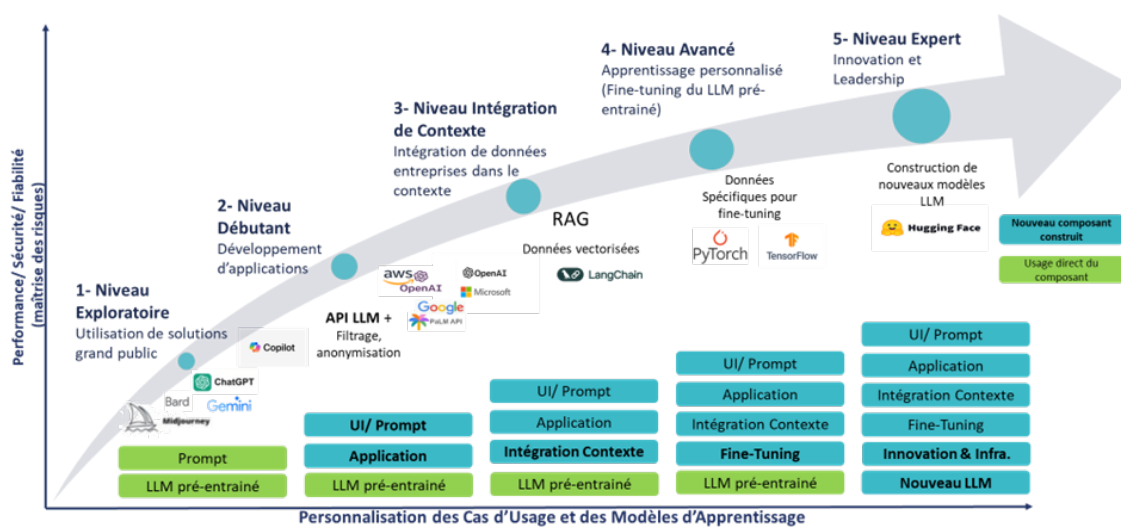 Performance/ Sécurité/ Fiabilité
(maîtrise des risques)
1- Niveau
Exploratoire
Utilisation de solutions
grand public
ChatGPT
Bard
Gemini
Midjourney
Copilot
Prompt
LLM pré-entrainé
2- Niveau
Débutant
Développement
d'applications
aws
OpenAI
OpenAI
Microsoft
Google
PaLM API
API LLM +
Filtrage,
anonymisation
UI/ Prompt
Application
LLM pré-entrainé
3- Niveau Intégration
de Contexte
Intégration de données
entreprises dans le
contexte
RAG
Données vectorisées
LangChain
UI/ Prompt
Application
Intégration Contexte
LLM pré-entrainé
4- Niveau Avancé
Apprentissage personnalisé
(Fine-tuning du LLM pré-
entrainé)
Données
Spécifiques pour
fine-tuning
PyTorch
TensorFlow
UI/ Prompt
Application
Intégration Contexte
Fine-Tuning
LLM pré-entrainé
5- Niveau Expert
Innovation et
Leadership
Construction de
nouveaux modèles
LLM
Hugging Face
UI/ Prompt
Application
Intégration Contexte
Fine-Tuning
Innovation & Infra.
Nouveau LLM
Nouveau composant
construit
Usage direct du
composant
Personnalisation des Cas d'Usage et des Modèles d'Apprentissage